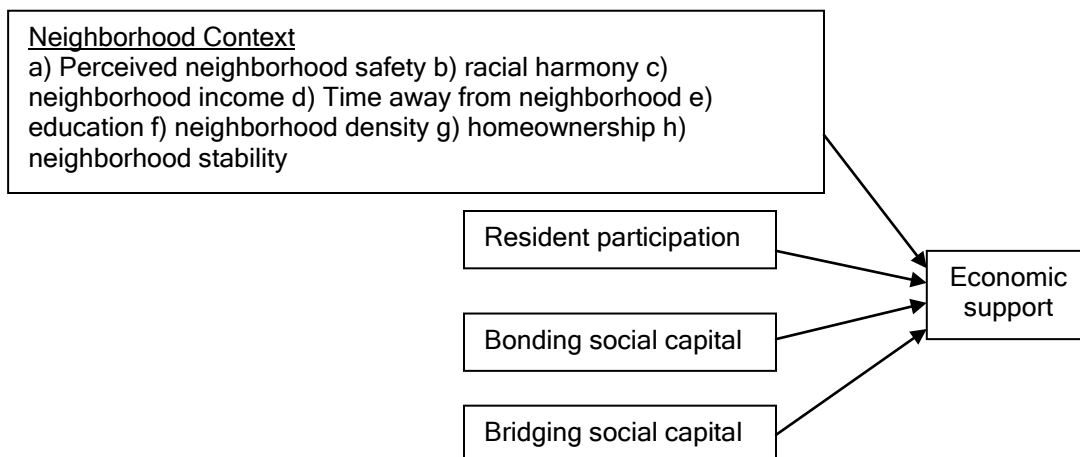 Neighborhood Context
a) Perceived neighborhood safety b) racial harmony c)
neighborhood income d) Time away from neighborhood e)
education f) neighborhood density g) homeownership h)
neighborhood stability
Resident participation
Bonding social capital
Bridging social capital
Economic
support